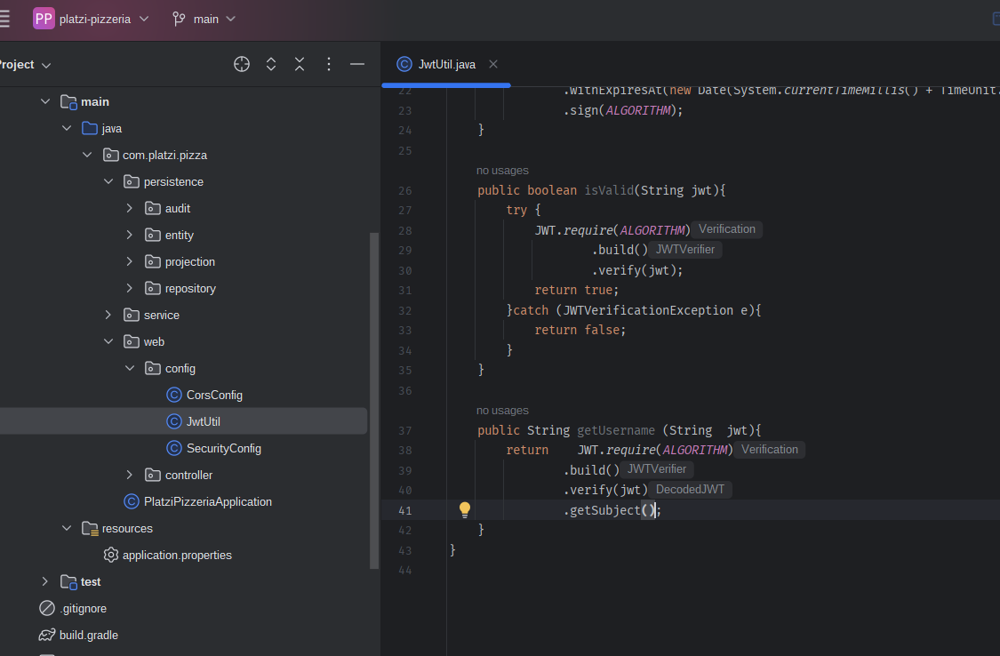 PP platzi-pizzeria main
Project
main
java
com.platzi.pizza
persistence
audit
entity
projection
repository
service
web
config
CorsConfig
JwtUtil
SecurityConfig
controller
PlatziPizzeriaApplication
resources
application.properties
test
.gitignore
build.gradle
JwtUtil.java
22 .withExpiresAt(new Date(System.currentTimeMillis() + TimeUnit.
23 .sign(ALGORITHM);
24 }
25
no usages
26 public boolean isValid(String jwt){
27 try {
28 JWT.require(ALGORITHM) Verification
29 .build() JWTVerifier
30 .verify(jwt);
31 return true;
32 }catch (JWTVerificationException e){
33 return false;
34 }
35 }
36
no usages
37 public String getUsername (String  jwt){
38 return    JWT.require(ALGORITHM) Verification
39 .build() JWTVerifier
40 .verify(jwt) DecodedJWT
41 .getSubject();
42 }
43 }
44